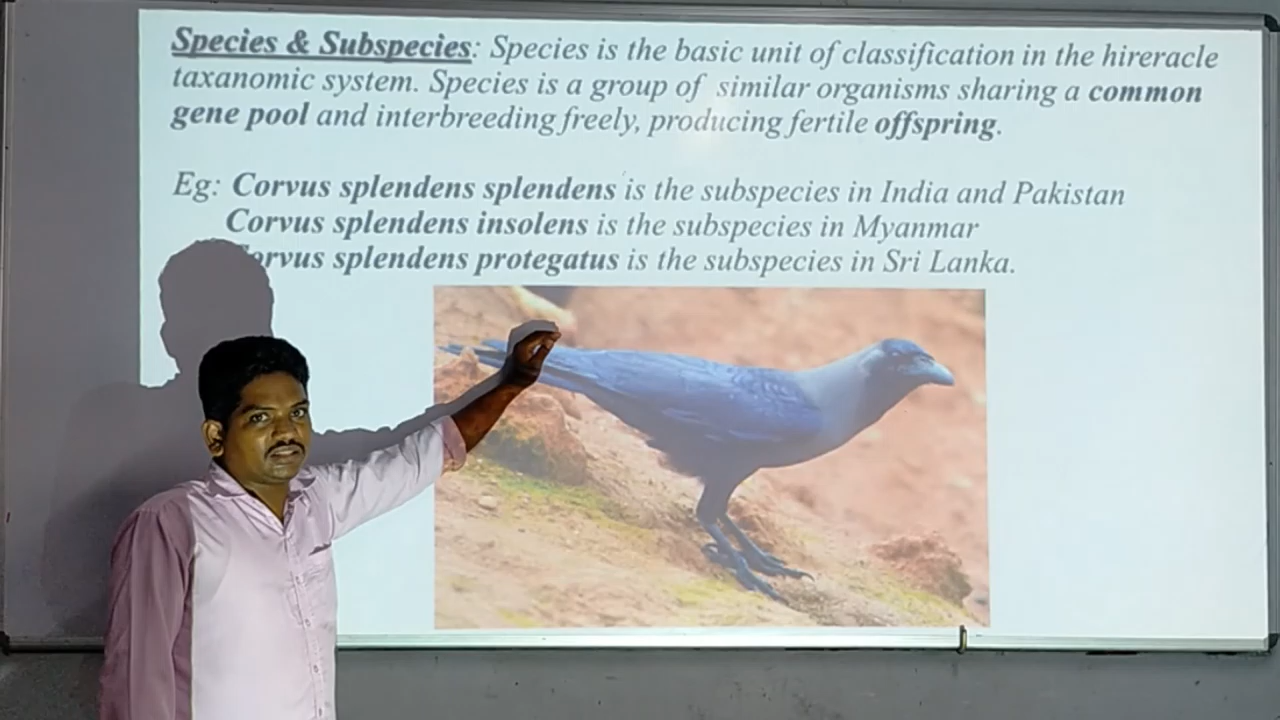 Species & Subspecies: Species is the basic unit of classification in the hireracle
taxanomic system. Species is a group of similar organisms sharing a common
gene pool and interbreeding freely, producing fertile offspring.
Eg: Corvus splendens splendens is the subspecies in India and Pakistan
Corvus splendens insolens is the subspecies in Myanmar
orvus splendens protegatus is the subspecies in Sri Lanka.